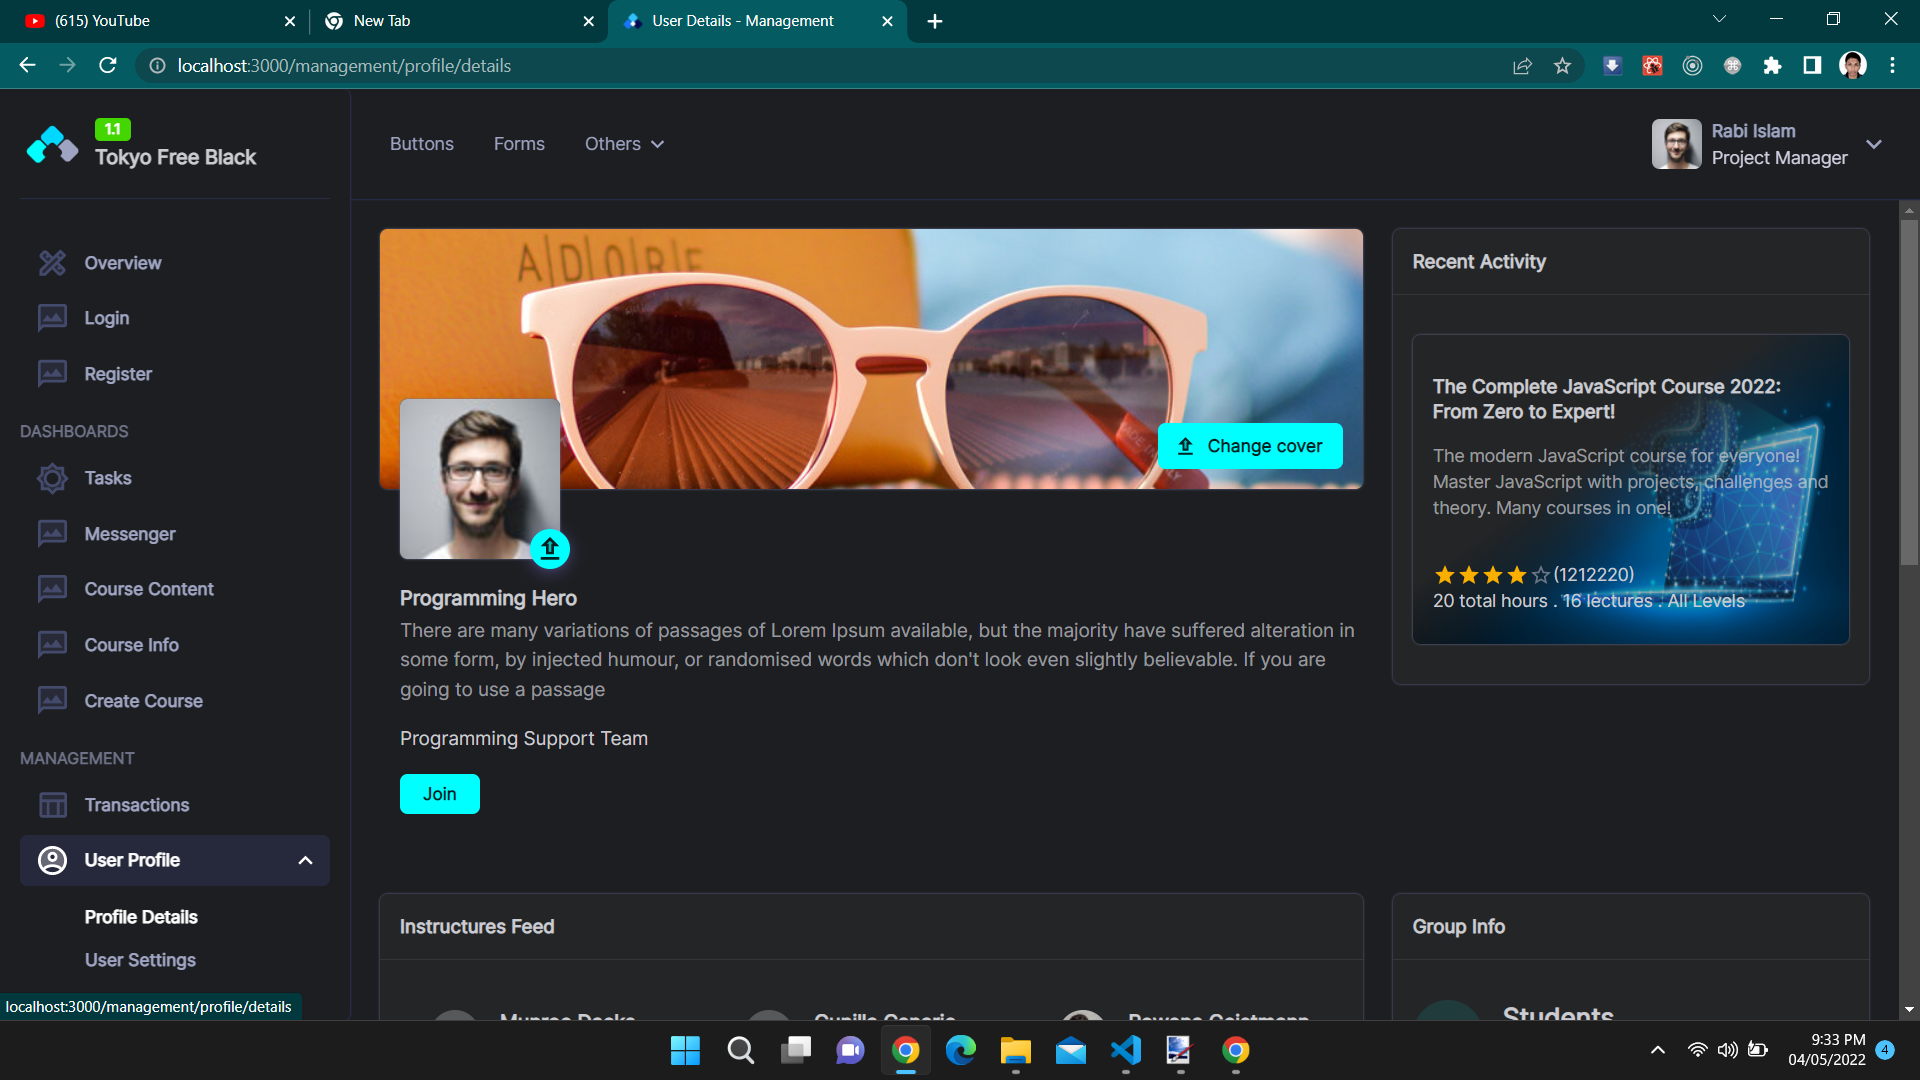 (615) YouTube
New Tab
User Details - Management
localhost:3000/management/profile/details
1.1
Tokyo Free Black
Buttons
Forms
Others
Rabi Islam
Project Manager
Overview
Login
Register
DASHBOARDS
Tasks
Messenger
Course Content
Course Info
Create Course
MANAGEMENT
Transactions
User Profile
Profile Details
User Settings
localhost:3000/management/profile/details
A|D|O|R|E
Change cover
Programming Hero
There are many variations of passages of Lorem Ipsum available, but the majority have suffered alteration in
some form, by injected humour, or randomised words which don't look even slightly believable. If you are
going to use a passage
Programming Support Team
Join
Recent Activity
The Complete JavaScript Course 2022:
From Zero to Expert!
The modern JavaScript course for everyone!
Master JavaScript with projects, challenges and
theory. Many courses in one!
(1212220)
20 total hours . 16 lectures . All Levels
Instructures Feed
Group Info
Students
9:33 PM
04/05/2022
4